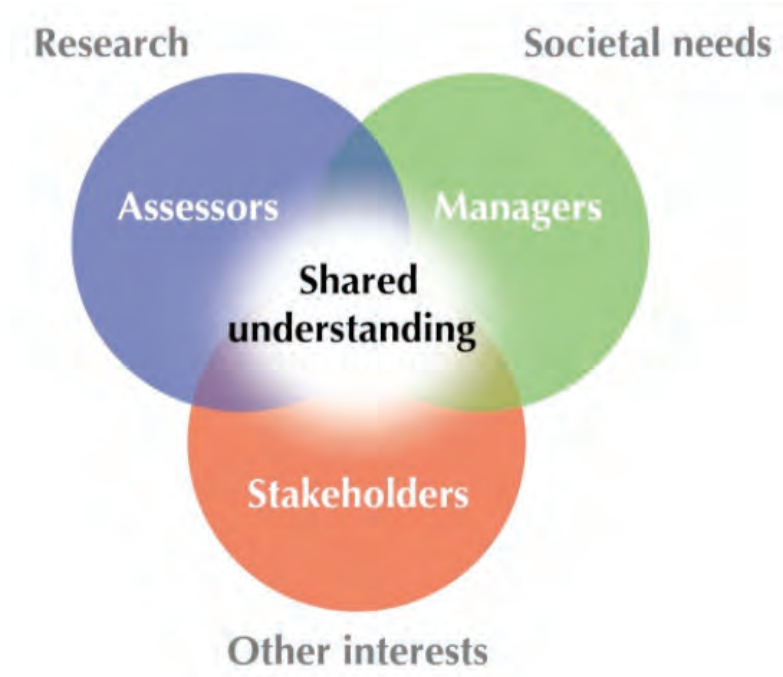 Research
Societal needs
Assessors
Managers
Shared
understanding
Stakeholders
Other interests